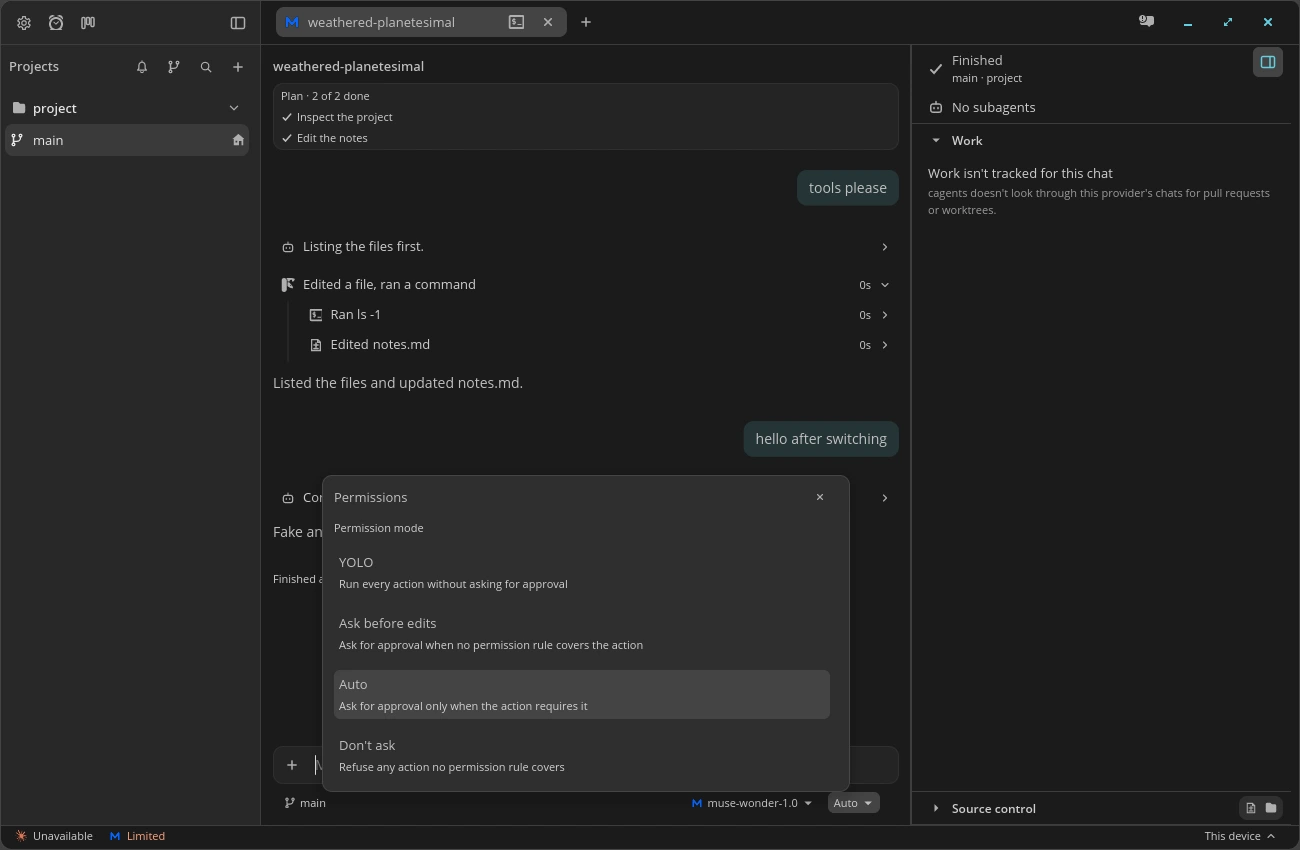 weathered-planetesimal
Projects
project
main
weathered-planetesimal
Plan · 2 of 2 done
Inspect the project
Edit the notes
tools please
Listing the files first.
Edited a file, ran a command 0s
Ran ls -1 0s
Edited notes.md 0s
Listed the files and updated notes.md.
hello after switching
Fake an
Finished
Permissions
Permission mode
YOLO
Run every action without asking for approval
Ask before edits
Ask for approval when no permission rule covers the action
Auto
Ask for approval only when the action requires it
Don't ask
Refuse any action no permission rule covers
main
muse-wonder-1.0
Auto
Finished
main · project
No subagents
Work
Work isn't tracked for this chat
cagents doesn't look through this provider's chats for pull requests
or worktrees.
Source control
Unavailable
Limited
This device